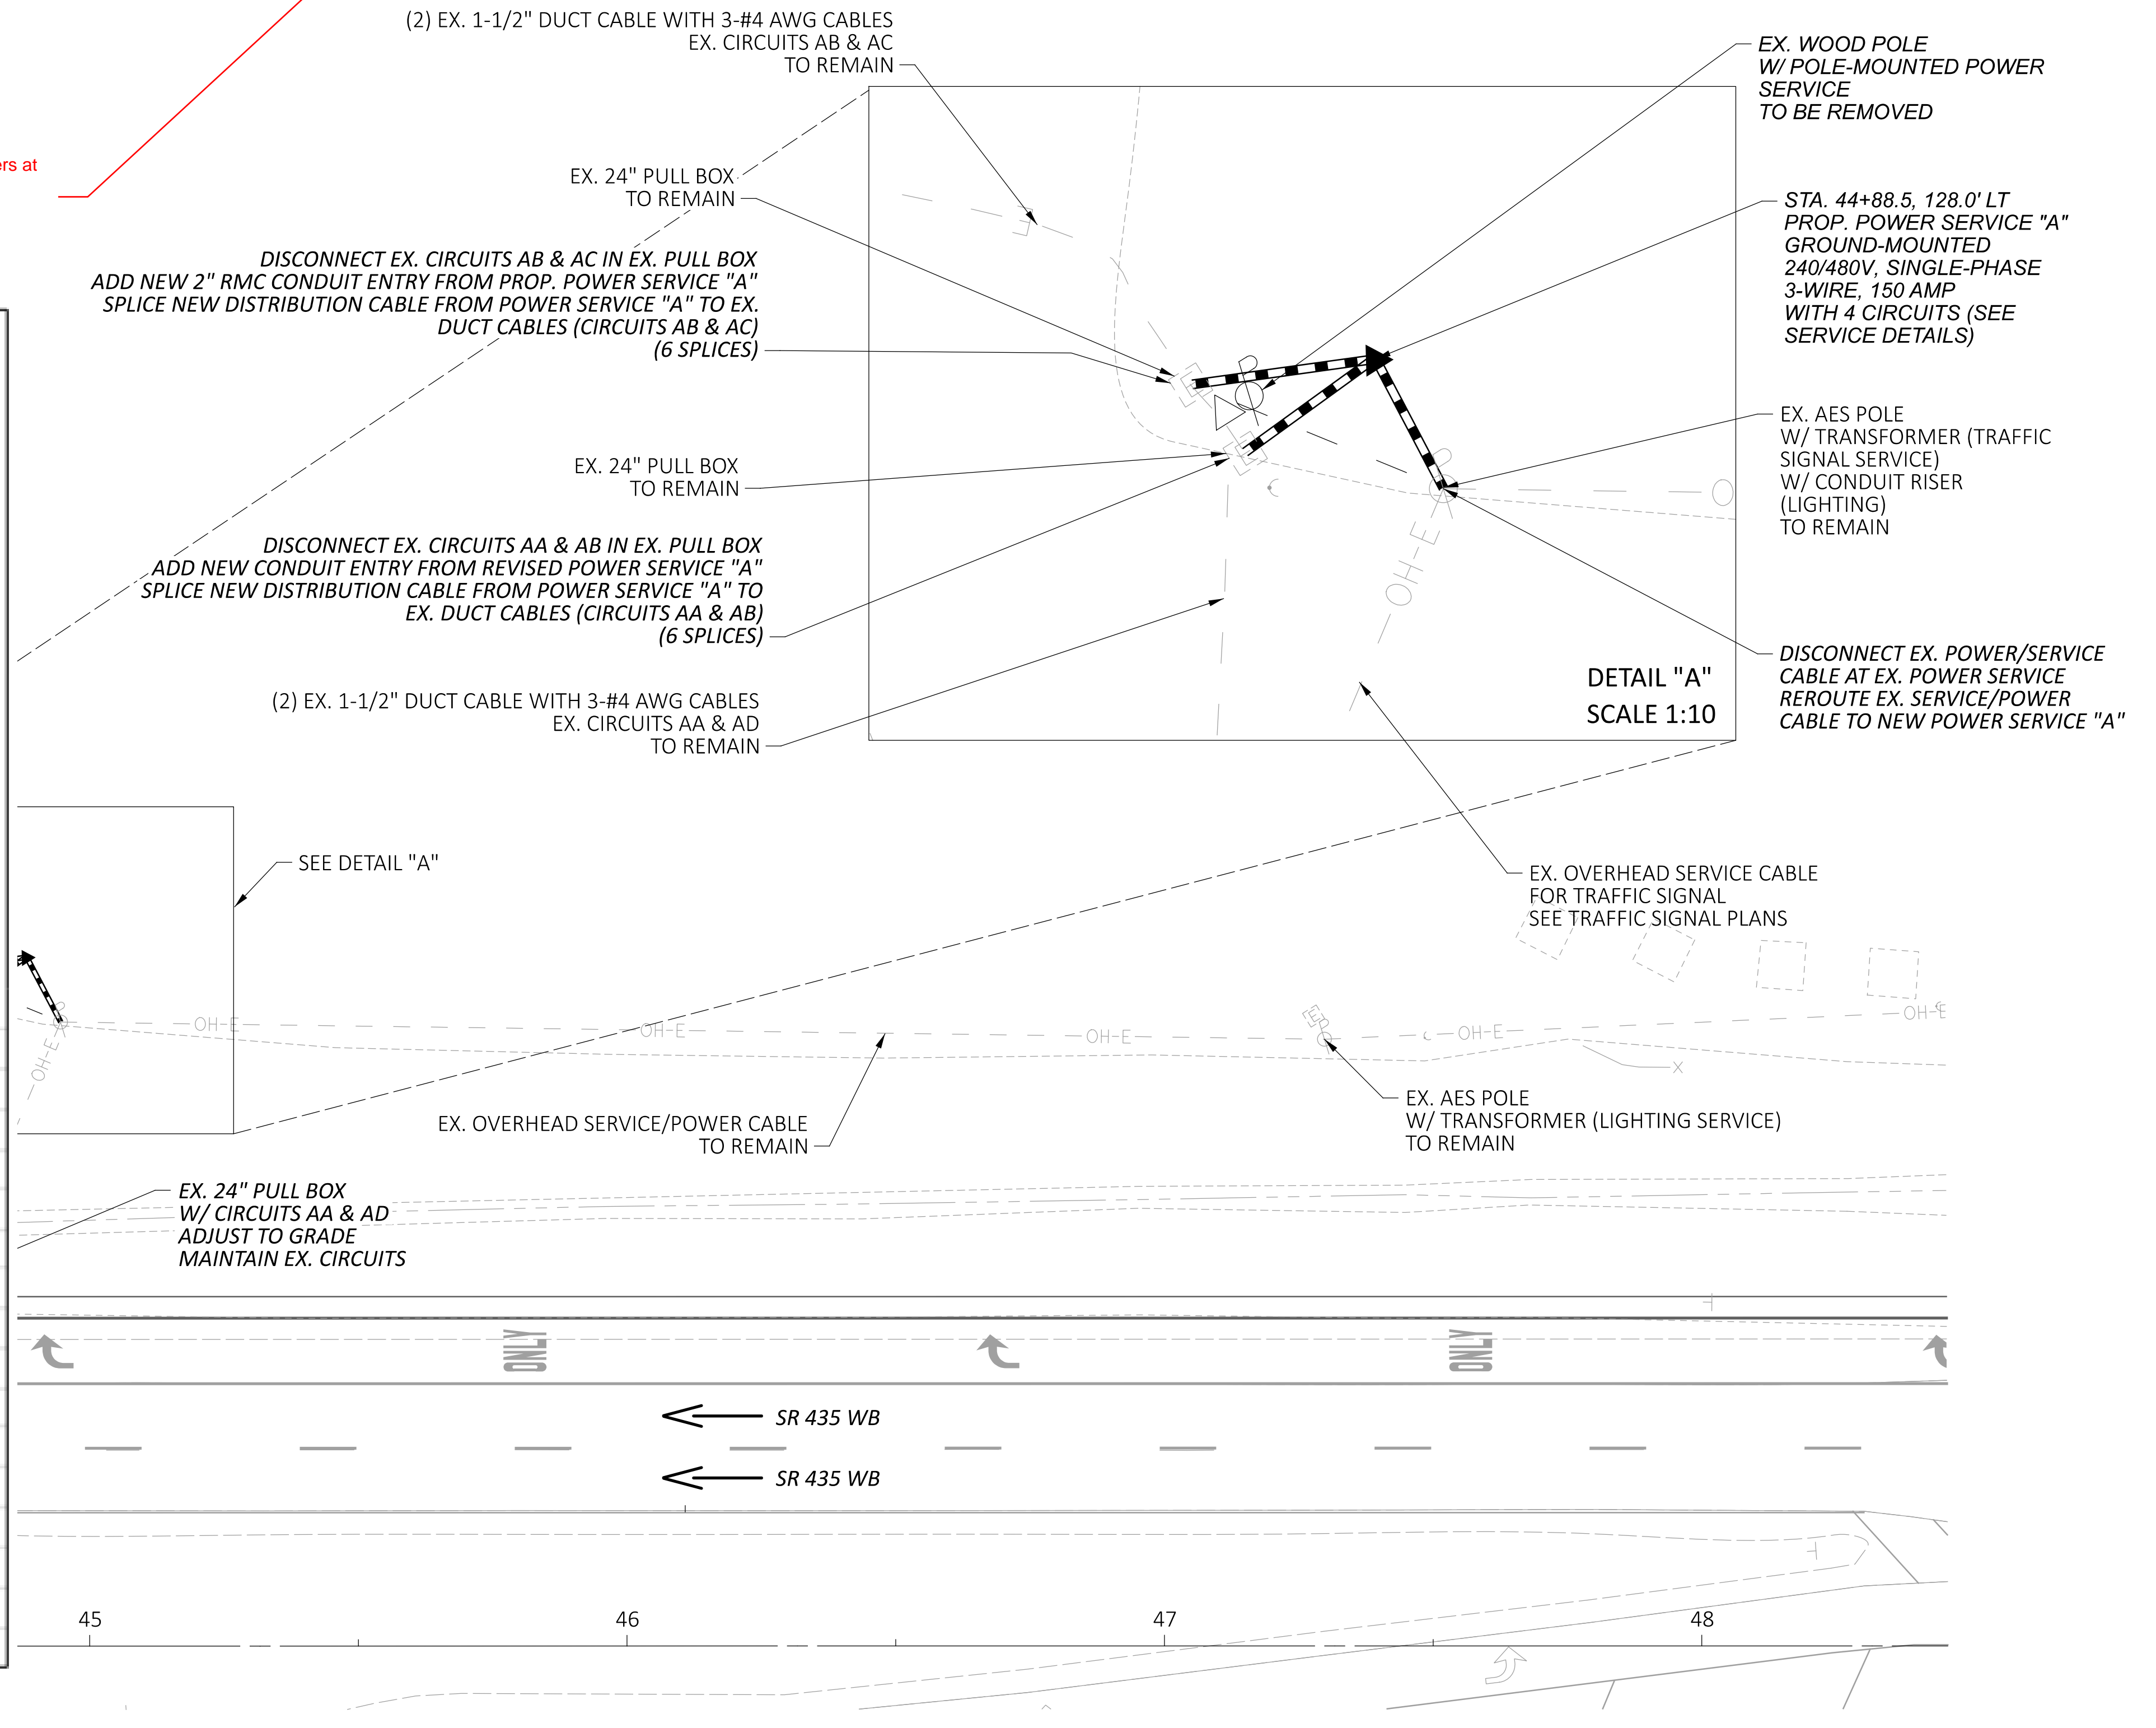 (2) EX. 1-1/2" DUCT CABLE WITH 3-#4 AWG CABLES
EX. CIRCUITS AB & AC
TO REMAIN
EX. WOOD POLE
W/ POLE-MOUNTED POWER
SERVICE
TO BE REMOVED
ers at
EX. 24" PULL BOX
TO REMAIN
STA. 44+88.5, 128.0' LT
PROP. POWER SERVICE "A"
GROUND-MOUNTED
240/480V, SINGLE-PHASE
3-WIRE, 150 AMP
WITH 4 CIRCUITS (SEE
SERVICE DETAILS)
DISCONNECT EX. CIRCUITS AB & AC IN EX. PULL BOX
ADD NEW 2" RMC CONDUIT ENTRY FROM PROP. POWER SERVICE "A"
SPLICE NEW DISTRIBUTION CABLE FROM POWER SERVICE "A" TO EX.
DUCT CABLES (CIRCUITS AB & AC)
(6 SPLICES)
EX. AES POLE
W/ TRANSFORMER (TRAFFIC
SIGNAL SERVICE)
W/ CONDUIT RISER
(LIGHTING)
TO REMAIN
EX. 24" PULL BOX
TO REMAIN
DISCONNECT EX. CIRCUITS AA & AB IN EX. PULL BOX
ADD NEW CONDUIT ENTRY FROM REVISED POWER SERVICE "A"
SPLICE NEW DISTRIBUTION CABLE FROM POWER SERVICE "A" TO
EX. DUCT CABLES (CIRCUITS AA & AB)
(6 SPLICES)
OHE
O
DETAIL "A"
SCALE 1:10
DISCONNECT EX. POWER/SERVICE
CABLE AT EX. POWER SERVICE
REROUTE EX. SERVICE/POWER
CABLE TO NEW POWER SERVICE "A"
(2) EX. 1-1/2" DUCT CABLE WITH 3-#4 AWG CABLES
EX. CIRCUITS AA & AD
TO REMAIN
SEE DETAIL "A"
EX. OVERHEAD SERVICE CABLE
FOR TRAFFIC SIGNAL
SEE TRAFFIC SIGNAL PLANS
OH-E
OH-E
OH-E
OH-E
OH-E
OH-E
X
EX. OVERHEAD SERVICE/POWER CABLE
TO REMAIN
EX. AES POLE
W/ TRANSFORMER (LIGHTING SERVICE)
TO REMAIN
EX. 24" PULL BOX
W/ CIRCUITS AA & AD
ADJUST TO GRADE
MAINTAIN EX. CIRCUITS
ONLY
ONLY
SR 435 WB
SR 435 WB
45
46
47
48